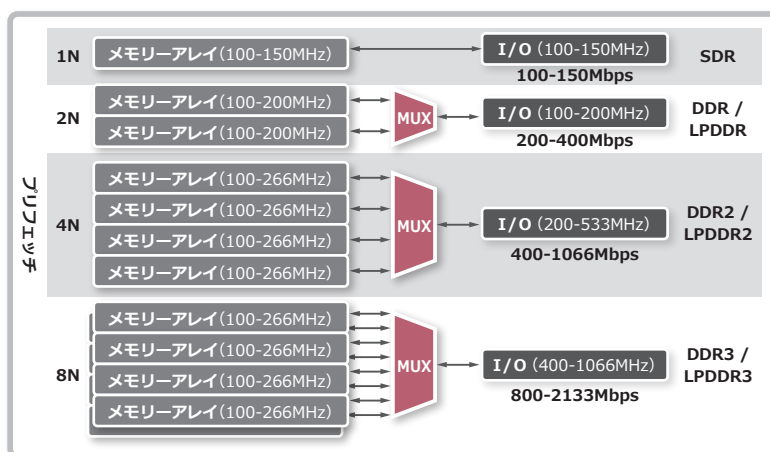 プリフェッチ
1N
メモリーアレイ(100-150MHz)
I/O (100-150MHz)
100-150Mbps
SDR
2N
メモリーアレイ(100-200MHz)
メモリーアレイ(100-200MHz)
MUX
I/O (100-200MHz)
200-400Mbps
DDR /
LPDDR
4N
メモリーアレイ(100-266MHz)
メモリーアレイ(100-266MHz)
メモリーアレイ(100-266MHz)
メモリーアレイ(100-266MHz)
MUX
I/O (200-533MHz)
400-1066Mbps
DDR2 /
LPDDR2
8N
メモリーアレイ(100-266MHz)
メモリーアレイ(100-266MHz)
メモリーアレイ(100-266MHz)
メモリーアレイ(100-266MHz)
MUX
I/O (400-1066MHz)
800-2133Mbps
DDR3 /
LPDDR3